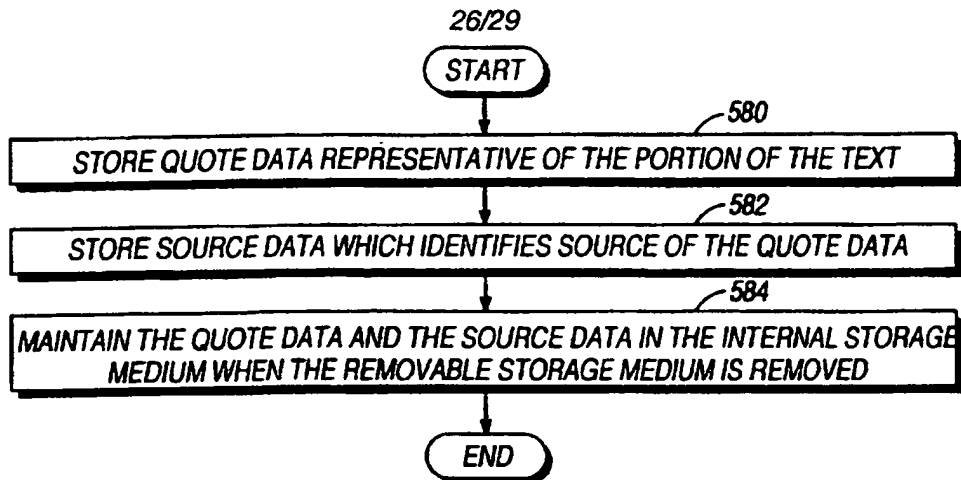 26/29
START
580
STORE QUOTE DATA REPRESENTATIVE OF THE PORTION OF THE TEXT
582
STORE SOURCE DATA WHICH IDENTIFIES SOURCE OF THE QUOTE DATA
584
MAINTAIN THE QUOTE DATA AND THE SOURCE DATA IN THE INTERNAL STORAGE
MEDIUM WHEN THE REMOVABLE STORAGE MEDIUM IS REMOVED
END